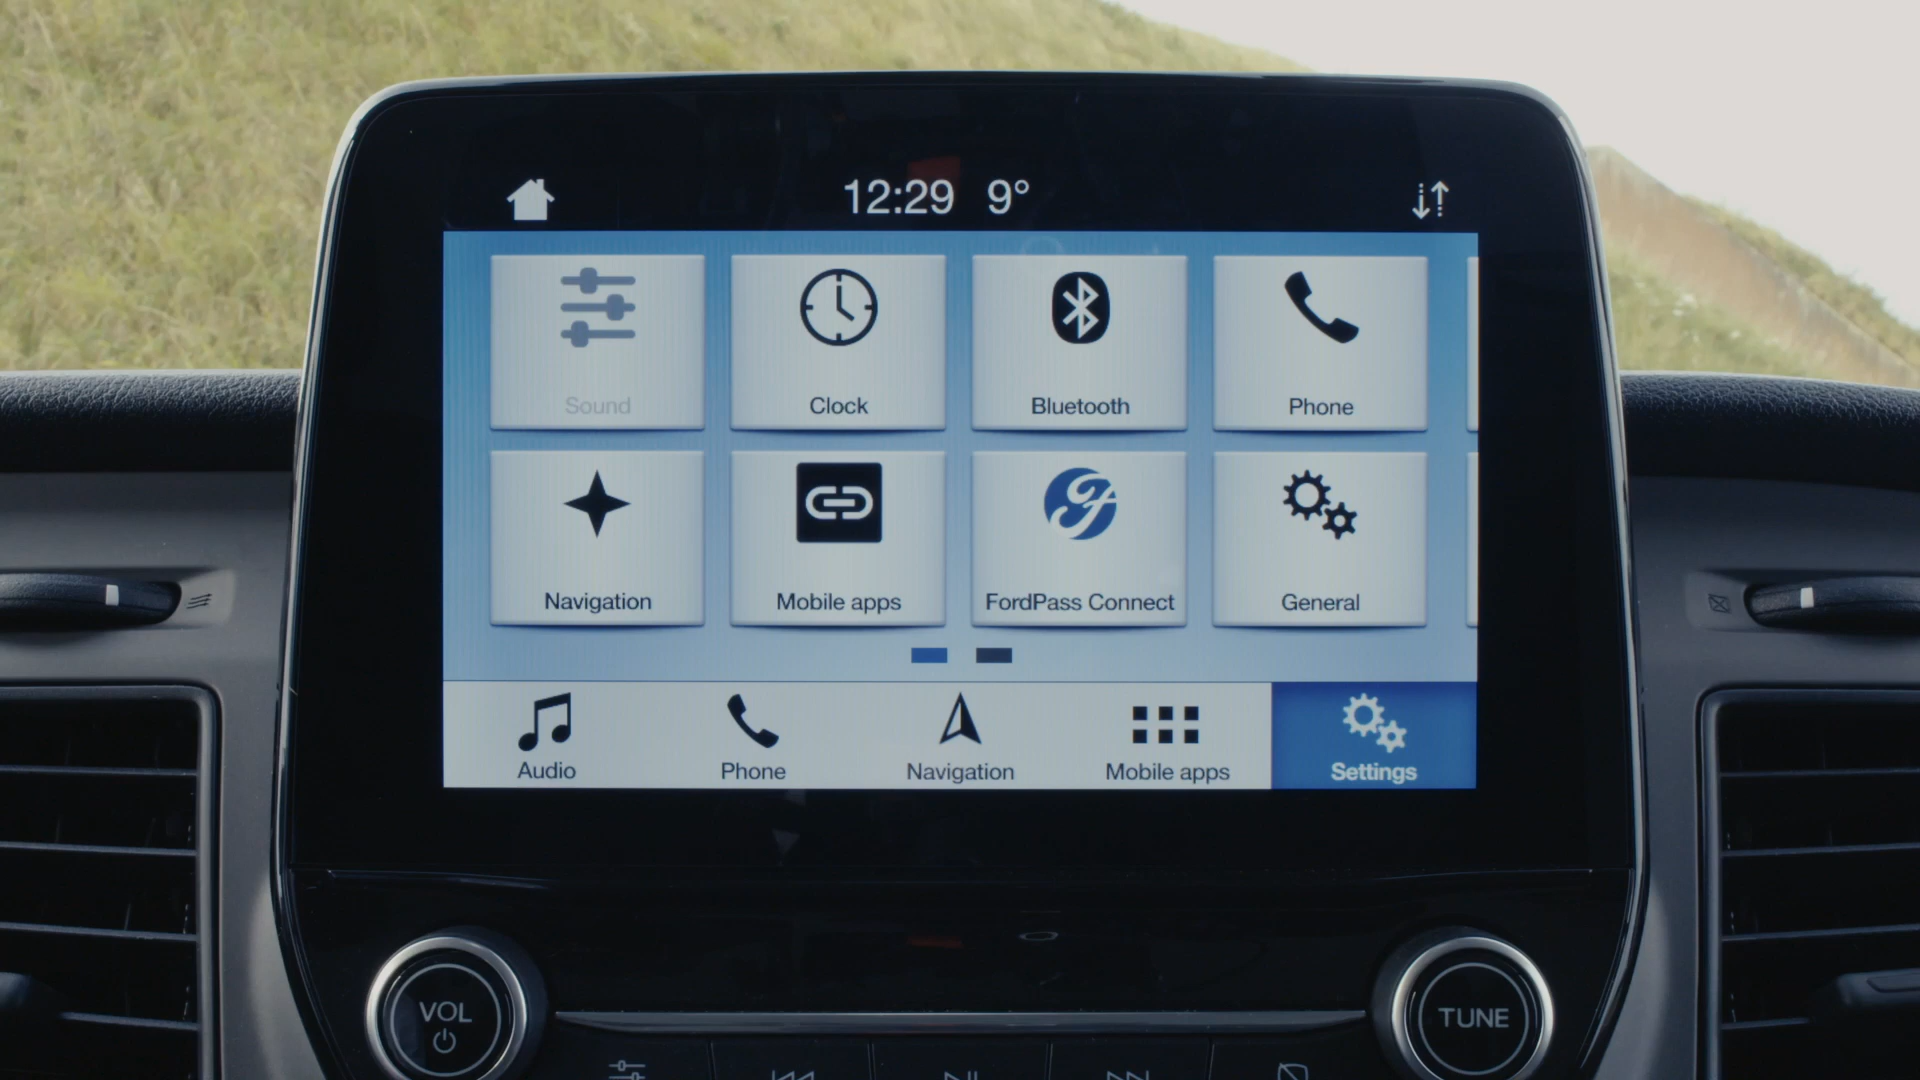 12:29 9°
Sound Clock Bluetooth Phone
Navigation Mobile apps FordPass Connect General
Audio Phone Navigation Mobile apps Settings
VOL TUNE